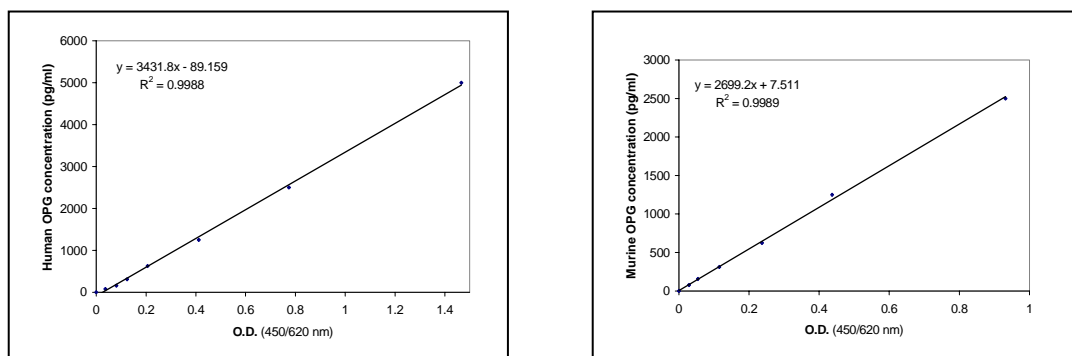 Human OPG concentration (pg/ml)
6000
5000
4000
3000
2000
1000
0
y = 3431.8x - 89.159
R² = 0.9988
0 0.2 0.4 0.6 0.8 1 1.2 1.4
O.D. (450/620 nm)
Murine OPG concentration (pg/ml)
3000
2500
2000
1500
1000
500
0
y = 2699.2x + 7.511
R² = 0.9989
0 0.2 0.4 0.6 0.8 1
O.D. (450/620 nm)